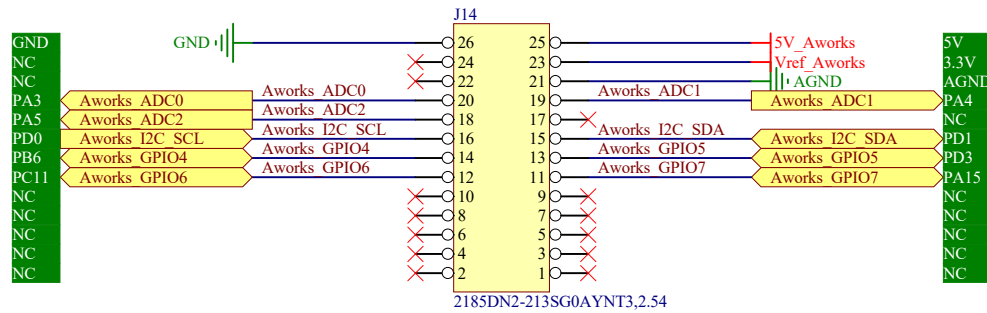 J14
GND GND 26 25 5V_Aworks 5V
NC 24 23 Vref_Aworks 3.3V
NC 22 21 AGND AGND
PA3 Aworks_ADC0 Aworks_ADC0 20 19 Aworks_ADC1 Aworks_ADC1 PA4
PA5 Aworks_ADC2 Aworks_ADC2 18 17 NC
PD0 Aworks_I2C_SCL Aworks_I2C_SCL 16 15 Aworks_I2C_SDA Aworks_I2C_SDA PD1
PB6 Aworks_GPIO4 Aworks_GPIO4 14 13 Aworks_GPIO5 Aworks_GPIO5 PD3
PC11 Aworks_GPIO6 Aworks_GPIO6 12 11 Aworks_GPIO7 Aworks_GPIO7 PA15
NC 10 9 NC
NC 8 7 NC
NC 6 5 NC
NC 4 3 NC
NC 2 1 NC
2185DN2-213SG0AYNT3,2.54